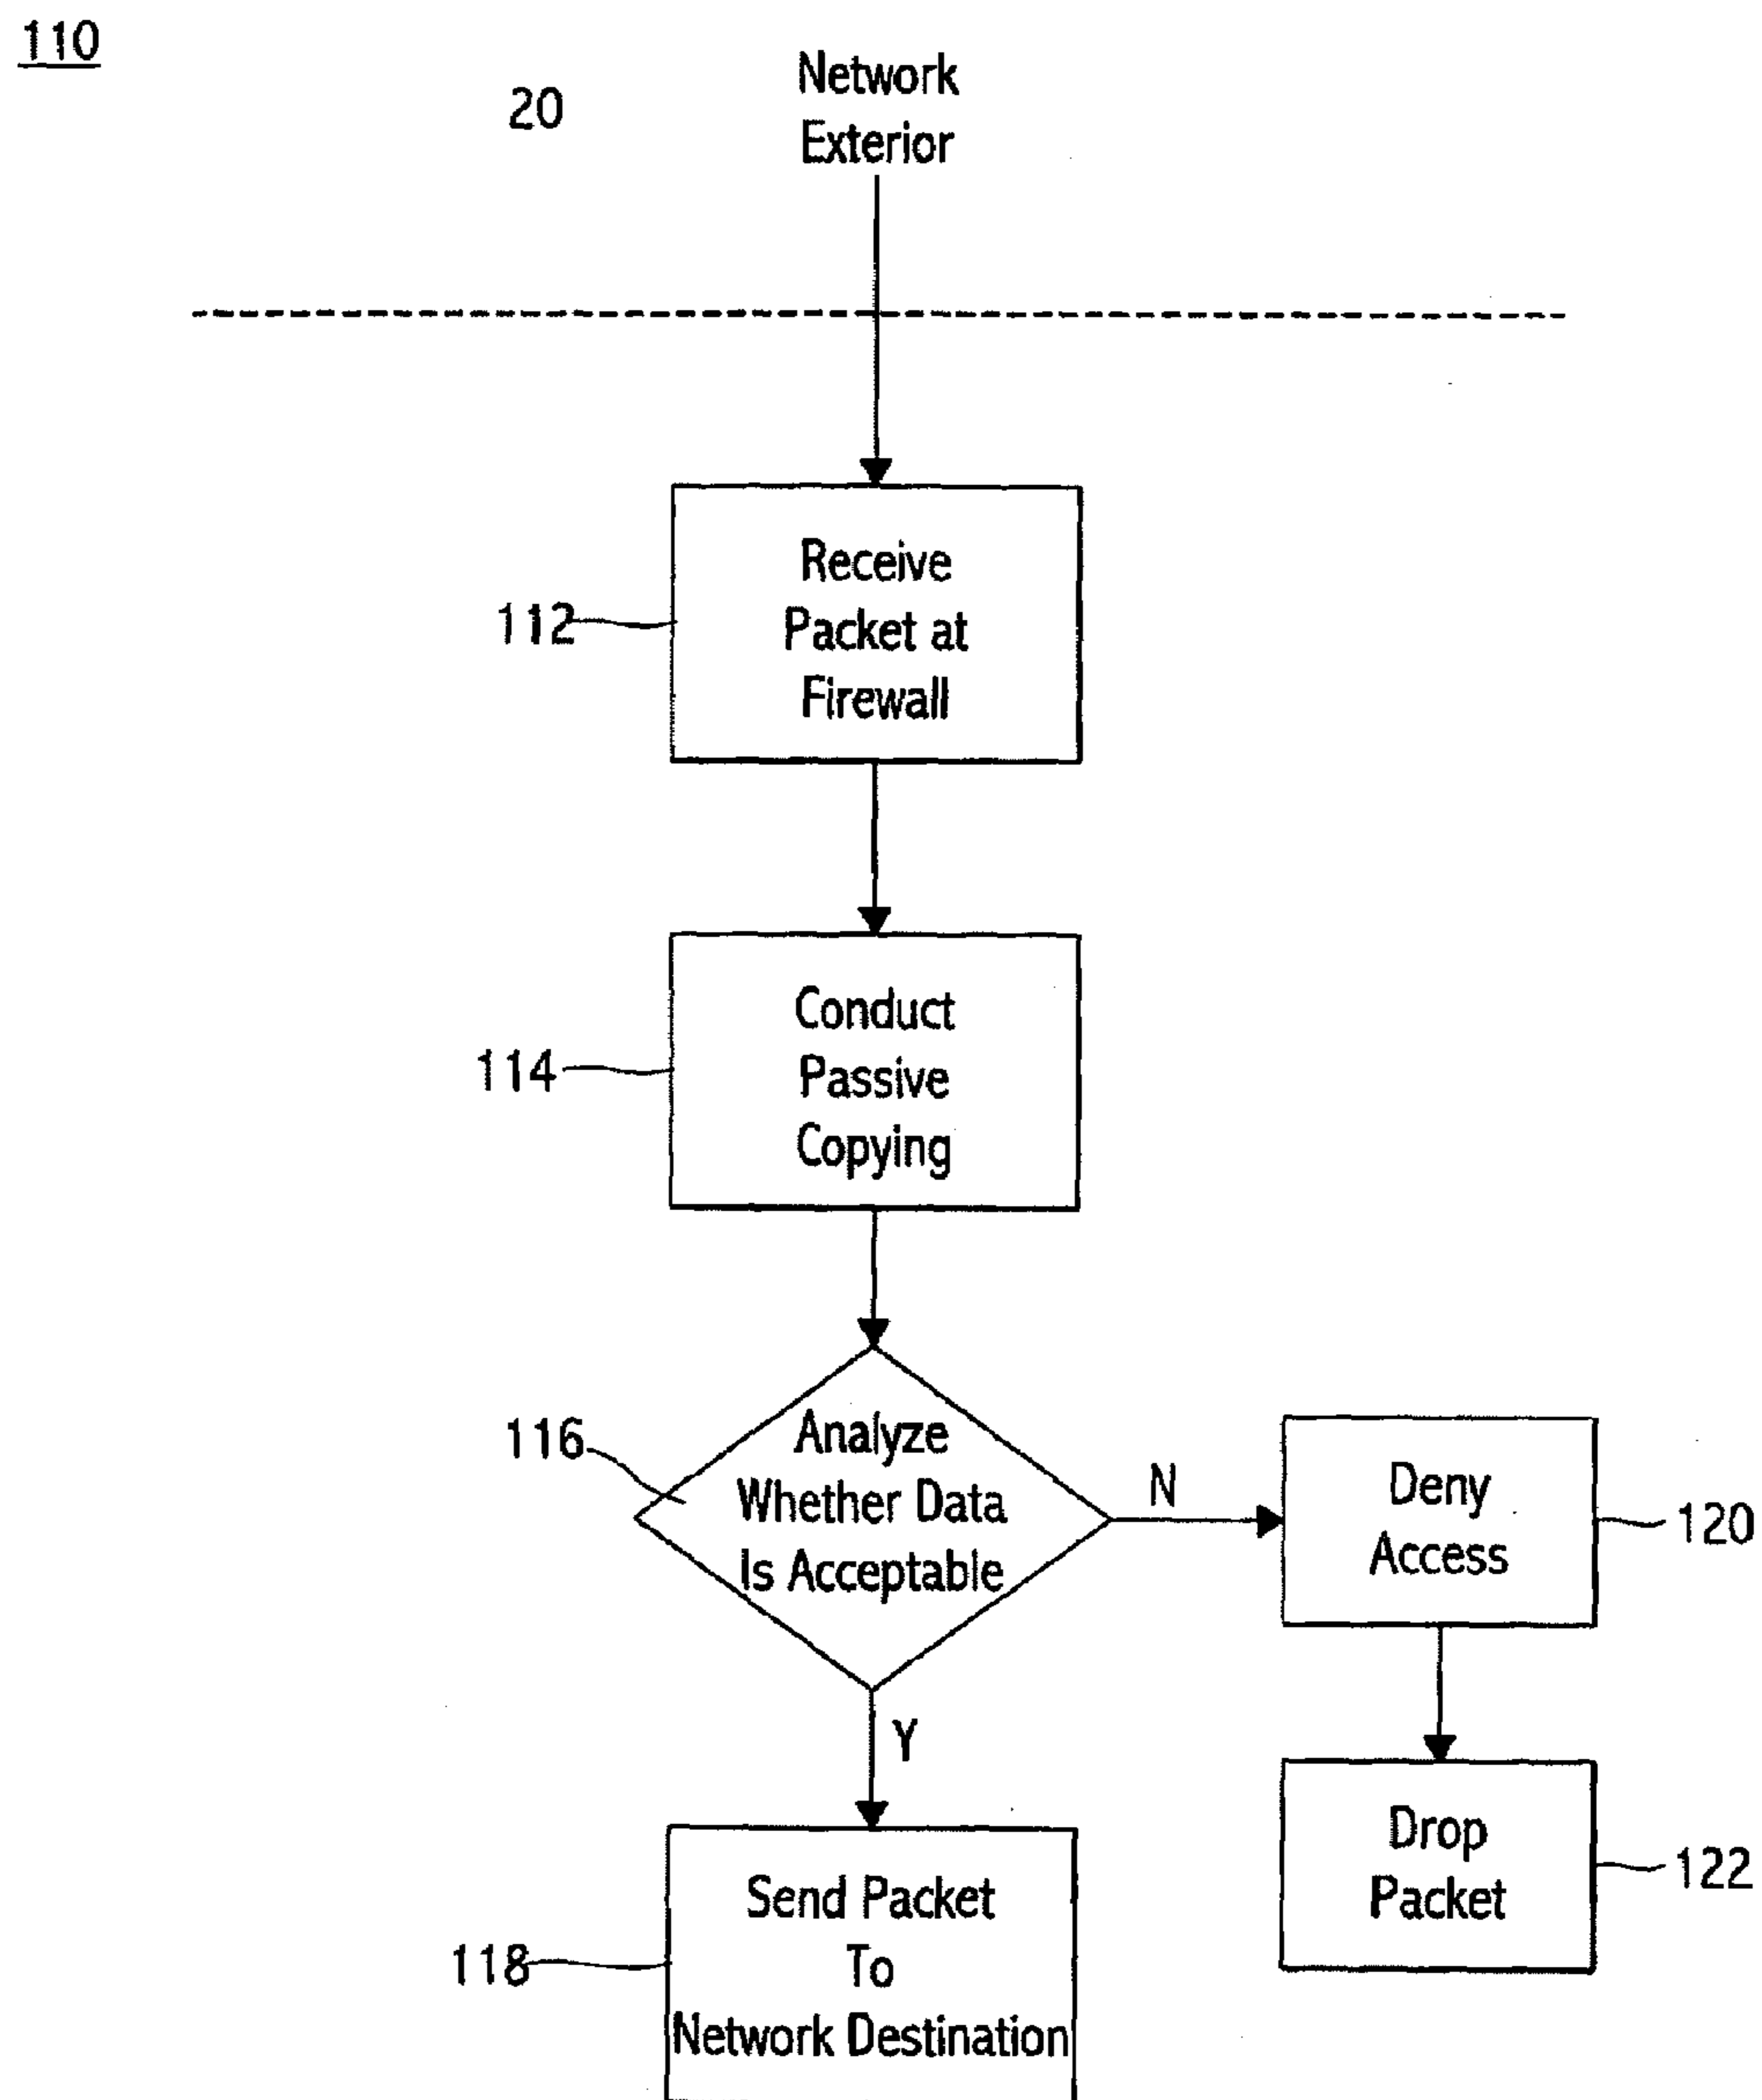 110
20
Network
Exterior
112
Receive
Packet at
Firewall
114
Conduct
Passive
Copying
116
Analyze
Whether Data
Is Acceptable
N
Deny
Access
120
Y
Drop
Packet
122
118
Send Packet
To
Network Destination